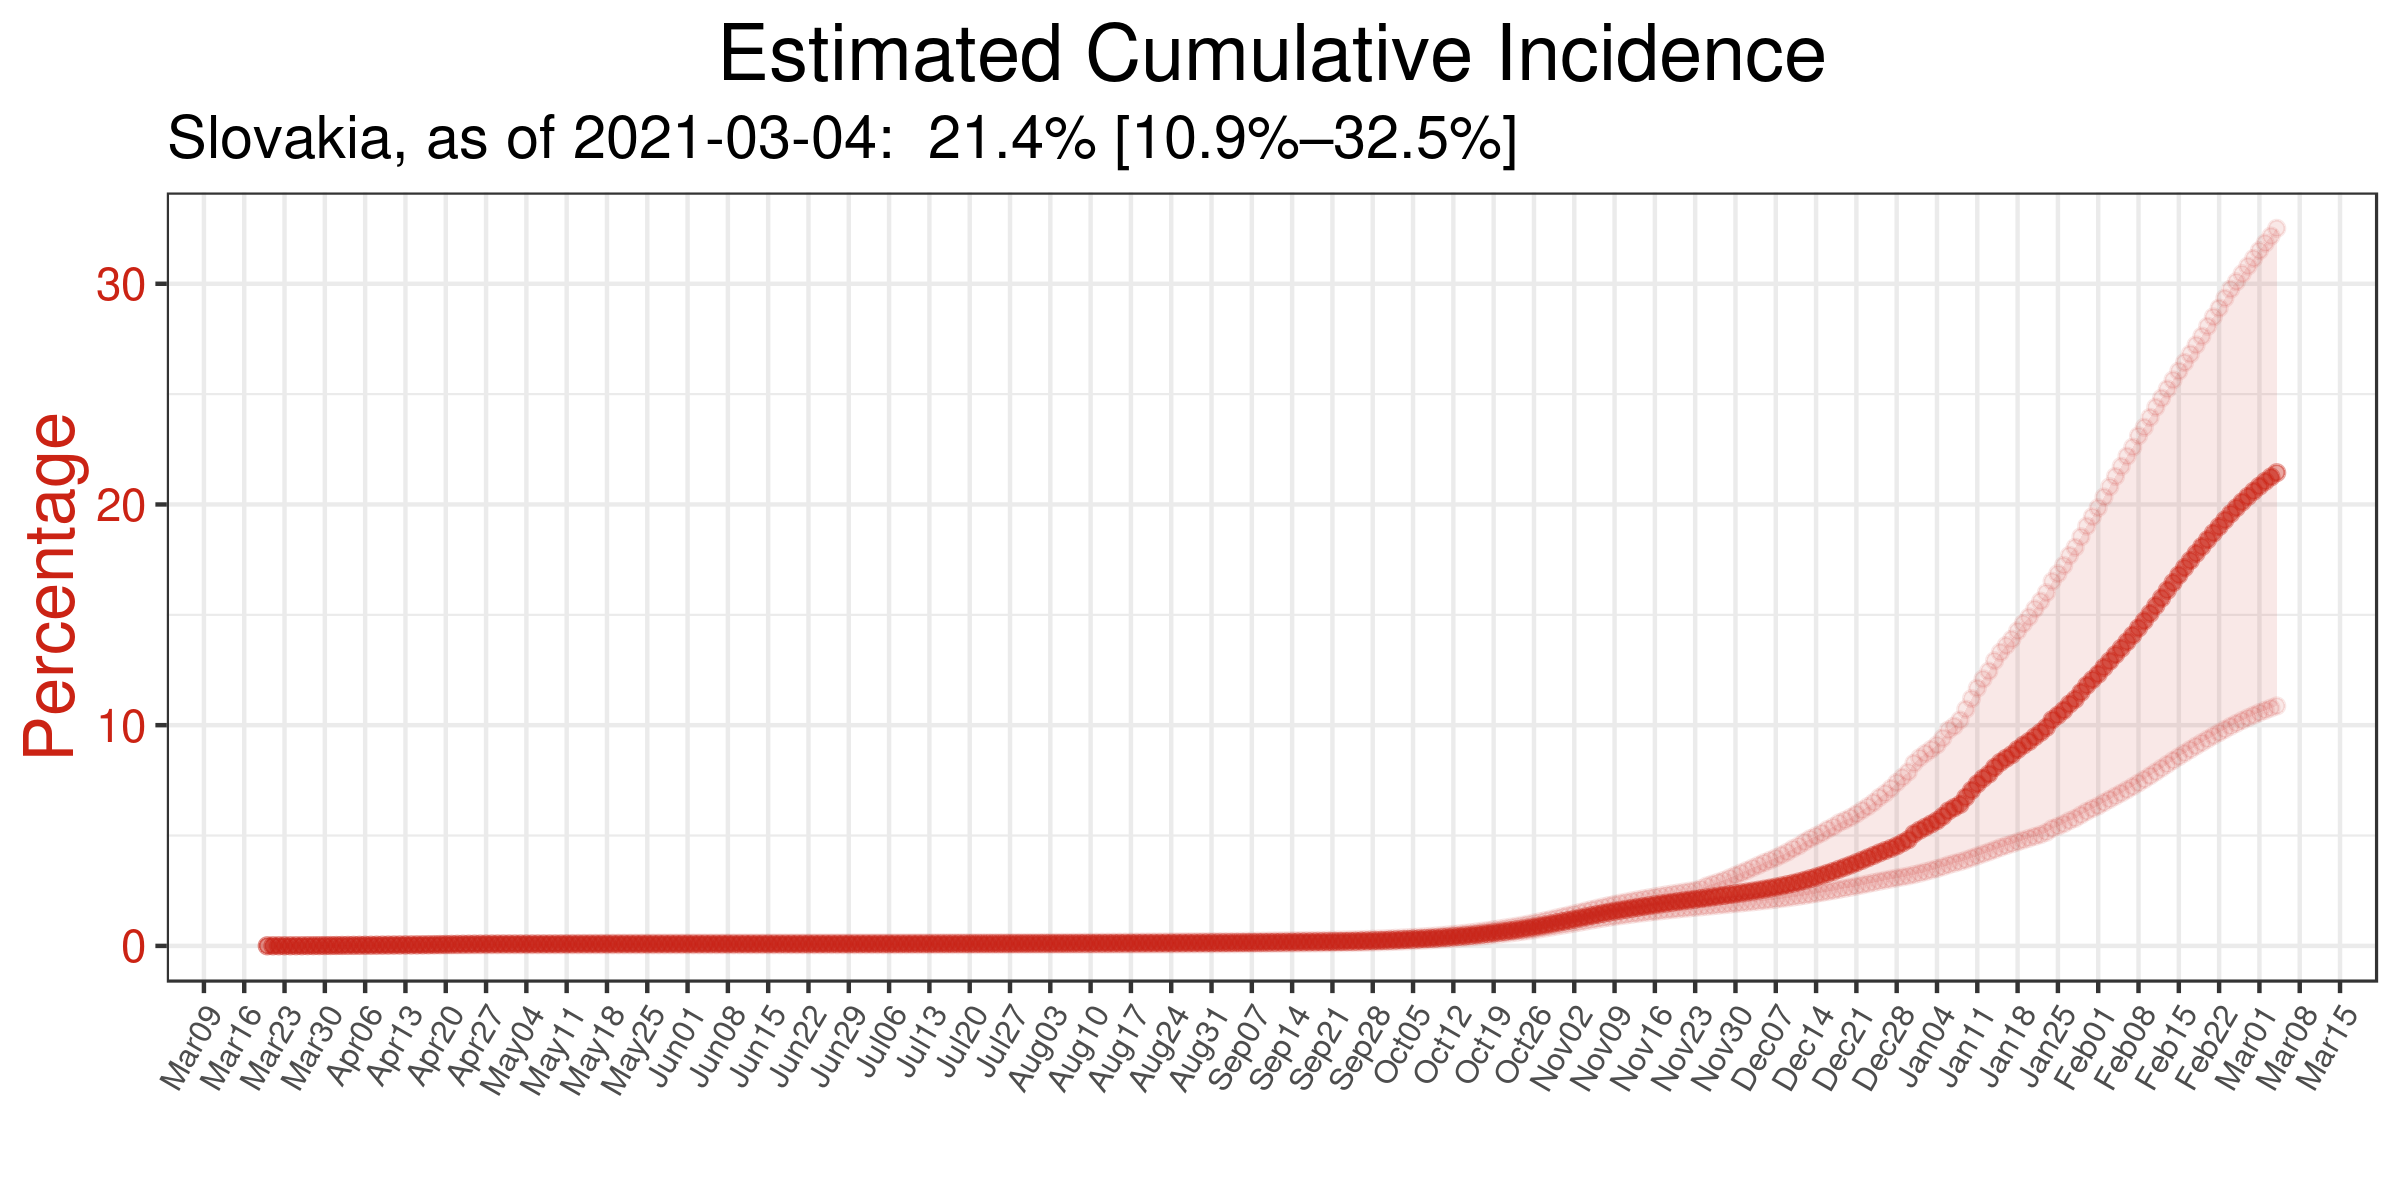 Estimated Cumulative Incidence
Slovakia, as of 2021-03-04:  21.4% [10.9%–32.5%]
Percentage
30
20
10
0
Mar09 Mar16 Mar23 Mar30 Apr06 Apr13 Apr20 Apr27 May04 May11 May18 May25 Jun01 Jun08 Jun15 Jun22 Jun29 Jul06 Jul13 Jul20 Jul27 Aug03 Aug10 Aug17 Aug24 Aug31 Sep07 Sep14 Sep21 Sep28 Oct05 Oct12 Oct19 Oct26 Nov02 Nov09 Nov16 Nov23 Nov30 Dec07 Dec14 Dec21 Dec28 Jan04 Jan11 Jan18 Jan25 Feb01 Feb08 Feb15 Feb22 Mar01 Mar08 Mar15